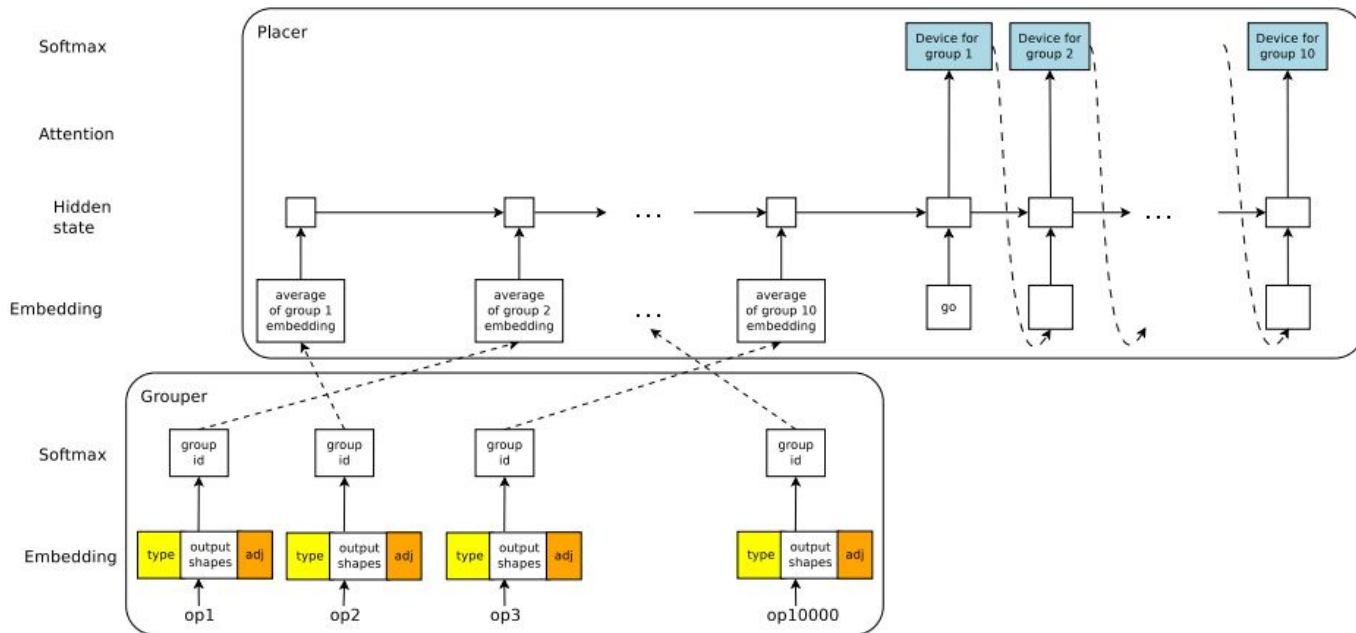 Placer
Softmax
Device for
group 1
Device for
group 2
Device for
group 10
Attention
Hidden
state
...
...
Embedding
average
of group 1
embedding
average
of group 2
embedding
...
average
of group 10
embedding
go
Grouper
Softmax
group
id
group
id
group
id
group
id
Embedding
type
output
shapes
adj
type
output
shapes
adj
type
output
shapes
adj
type
output
shapes
adj
op1
op2
op3
op10000